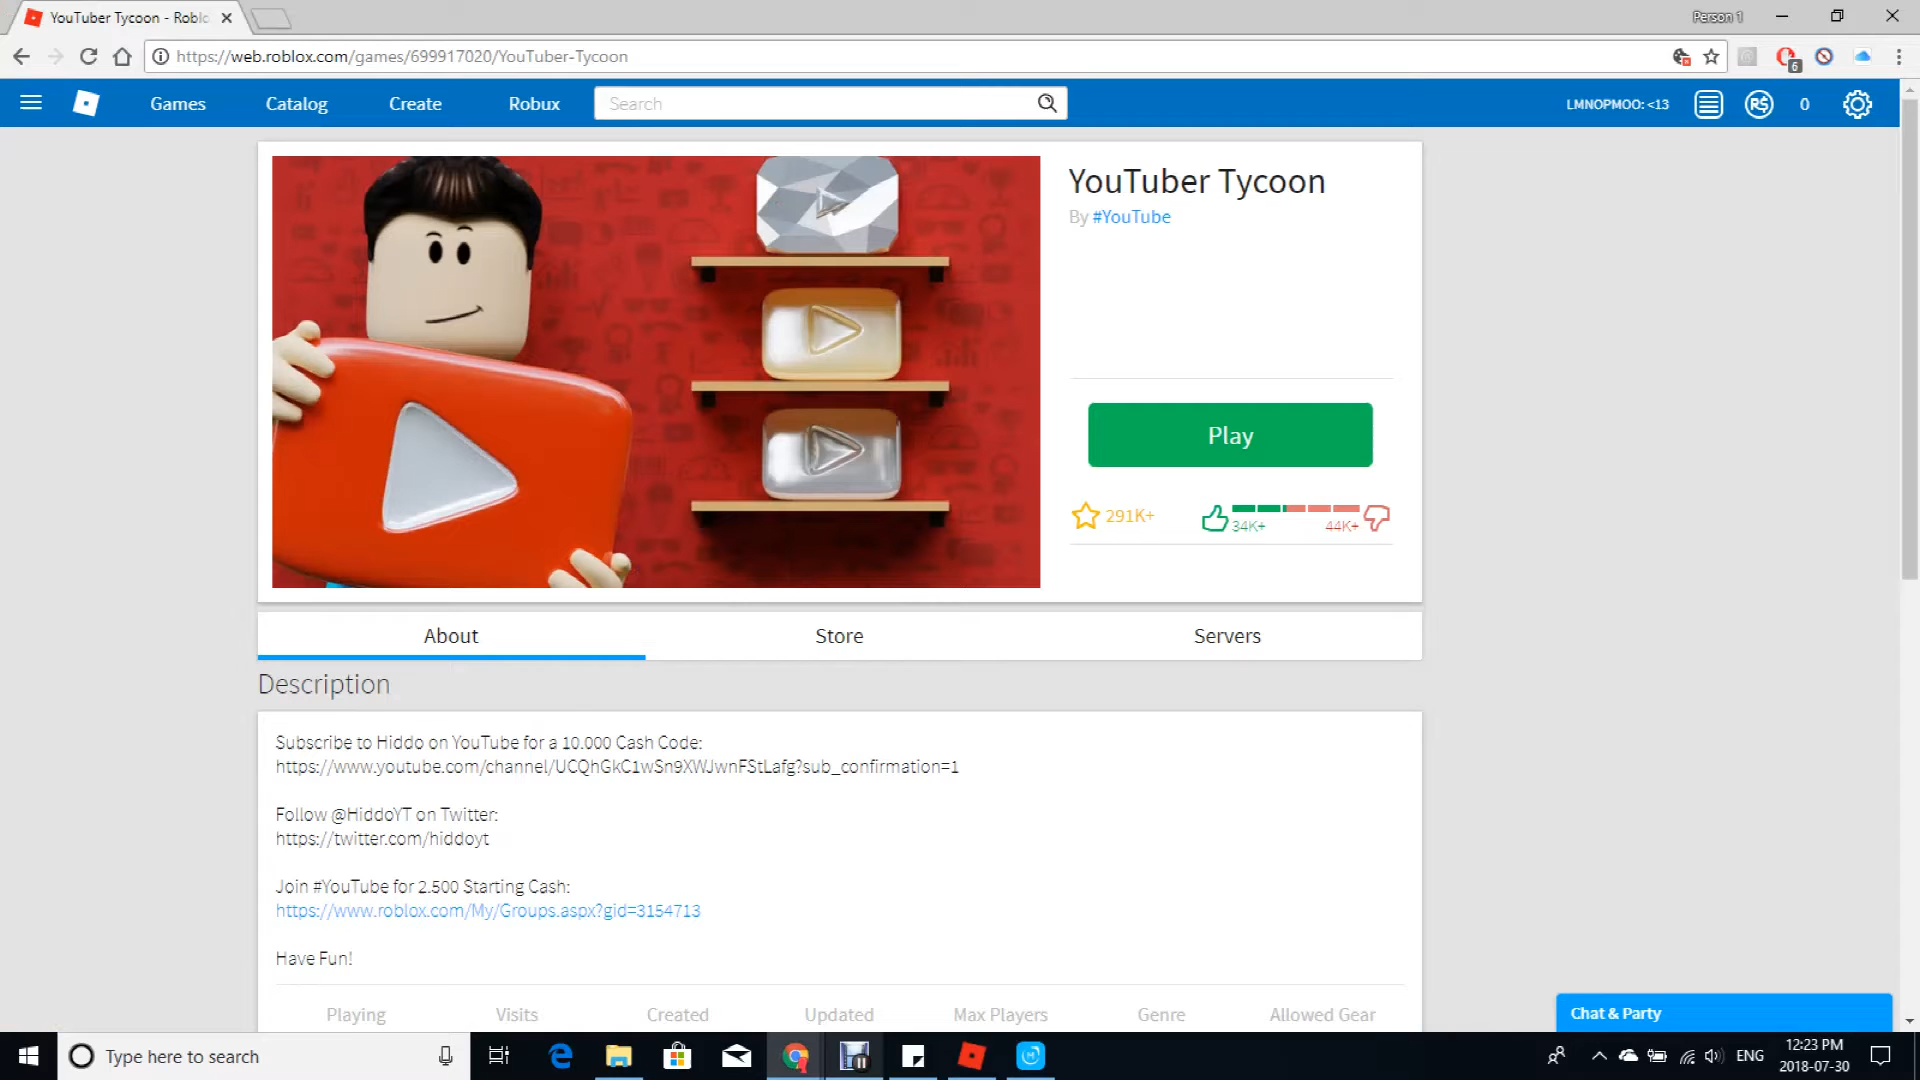 YouTuber Tycoon - Roblo
Person 1
https://web.roblox.com/games/699917020/YouTuber-Tycoon
6
Games
Catalog
Create
Robux
Search
LMNOPMOO: <13
R$
0
YouTuber Tycoon
By #YouTube
Play
291K+
34K+
44K+
About
Store
Servers
Description
Subscribe to Hiddo on YouTube for a 10.000 Cash Code:
https://www.youtube.com/channel/UCQhGkC1wSn9XWJwnFStLafg?sub_confirmation=1
Follow @HiddoYT on Twitter:
https://twitter.com/hiddoyt
Join #YouTube for 2.500 Starting Cash:
https://www.roblox.com/My/Groups.aspx?gid=3154713
Have Fun!
Playing
Visits
Created
Updated
Max Players
Genre
Allowed Gear
Chat & Party
Type here to search
ENG
12:23 PM
2018-07-30